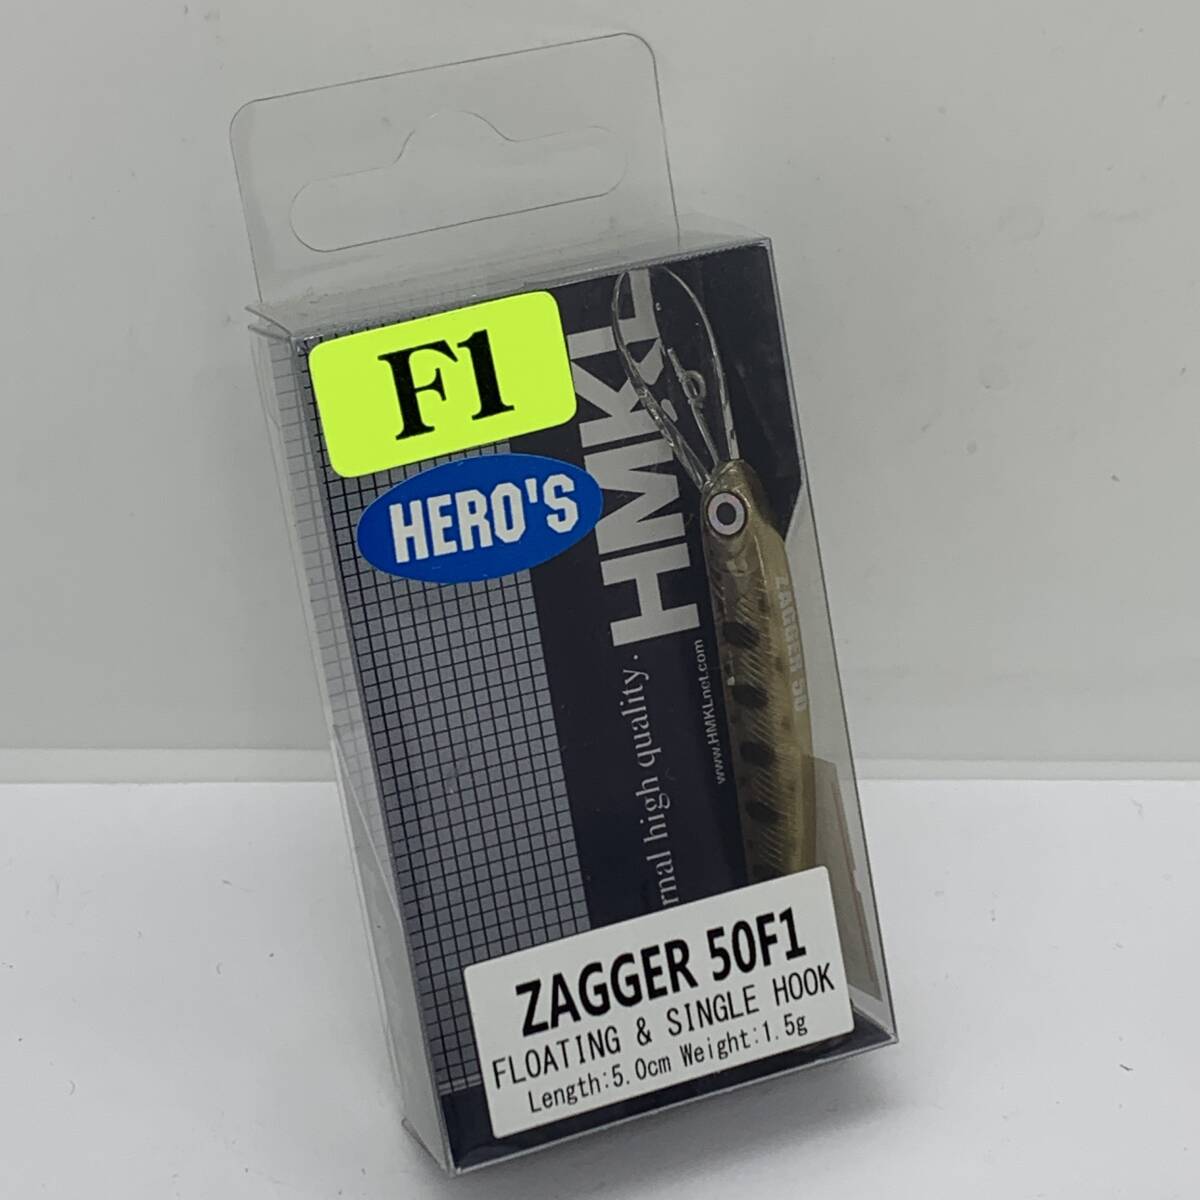 F1
HERO'S
HMKL
high quality.
www.HMKLnet.com
ZAGGER 50
ZAGGER 50F1
FLOATING & SINGLE HOOK
Length:5.0cm Weight:1.5g